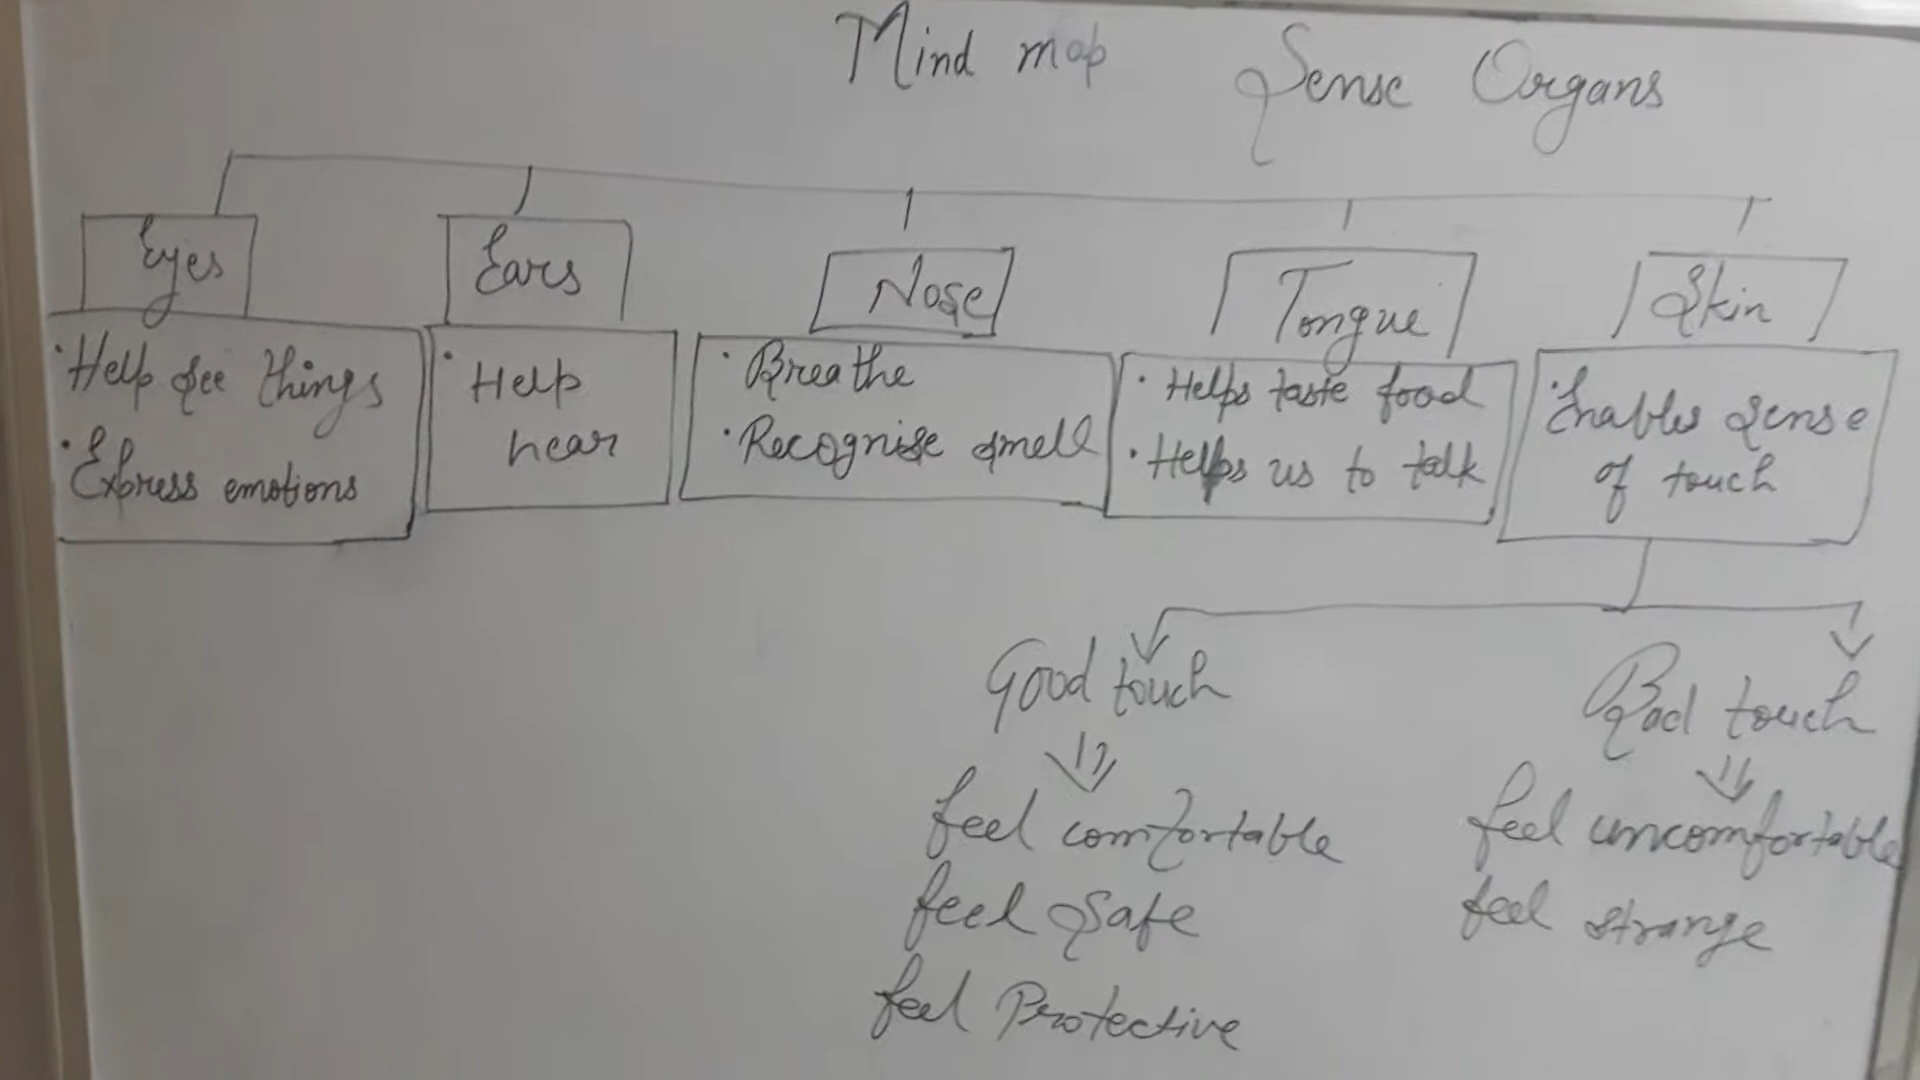 Mind map Sense Organs
Eyes
Ears
Nose
Tongue
Skin
· Help see things
· Express emotions
· Help
hear
· Breathe
· Recognise smell
· Helps taste food
· Helps us to talk
· Enables sense
of touch
Good touch
feel comfortable
feel safe
feel Protective
Bad touch
feel uncomfortable
feel strange